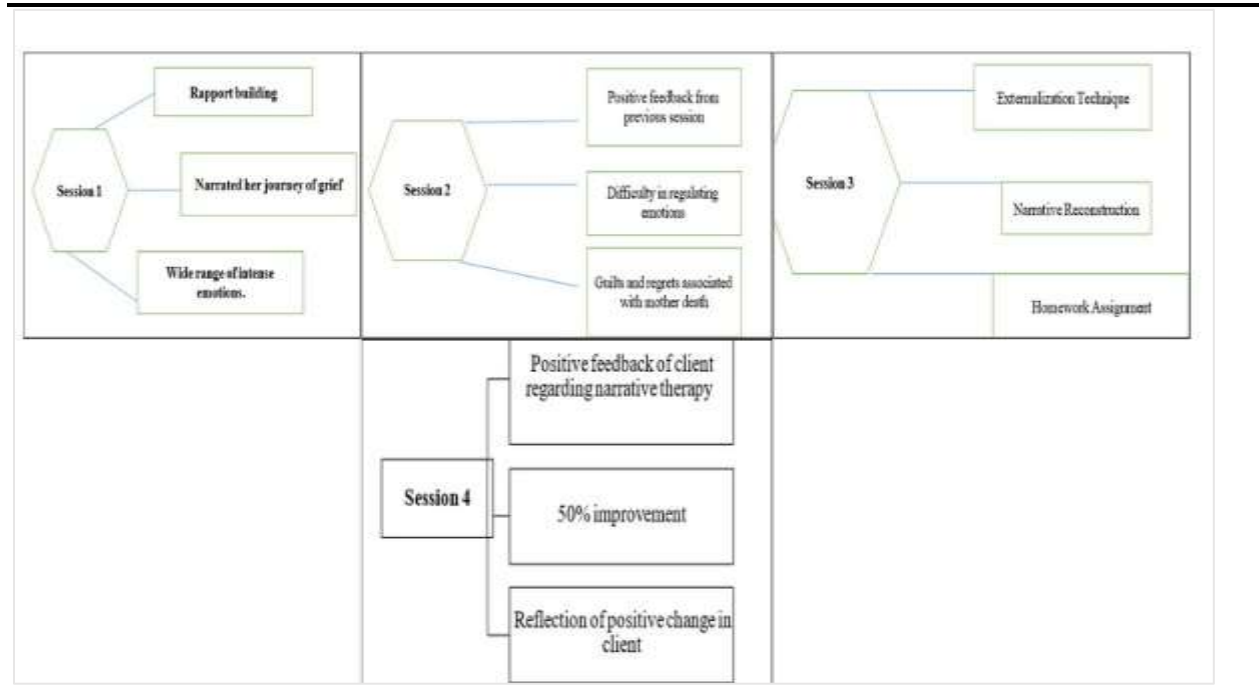 Session 1
Rapport building
Narrated her journey of grief
Wide range of intense
emotions.
Session 2
Positive feedback from
previous session
Difficulty in regulating
emotions
Guilts and regrets associated
with mother death
Session 3
Externalization Technique
Narrative Reconstruction
Homework Assignment
Session 4
Positive feedback of client
regarding narrative therapy
50% improvement
Reflection of positive change in
client